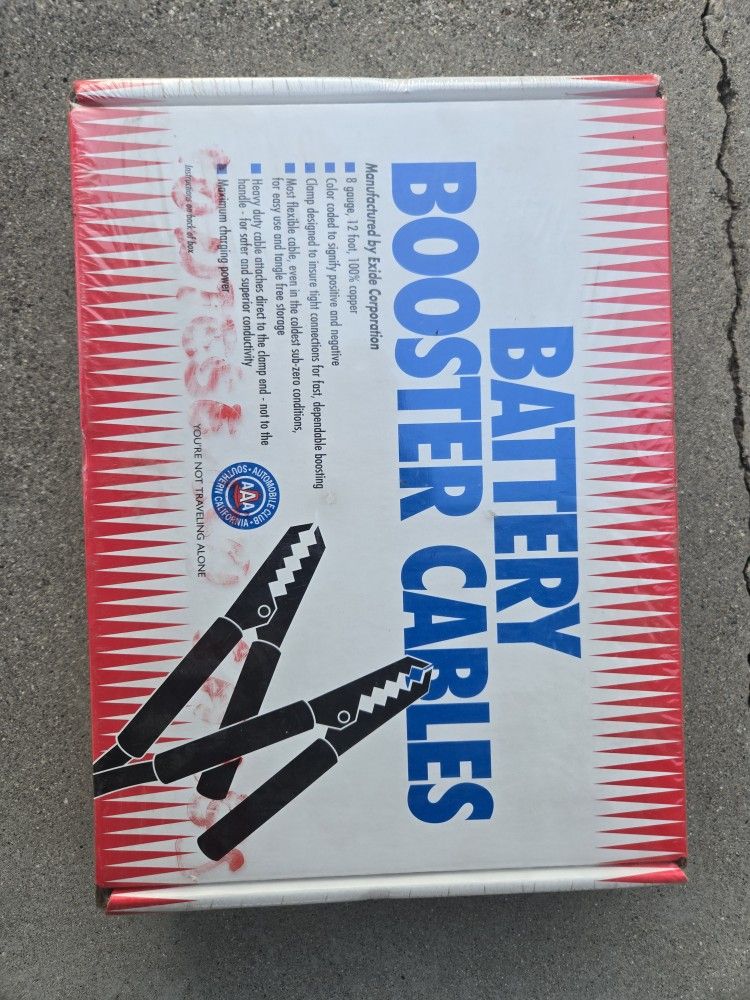 BATTERY
BOOSTER CABLES
Manufactured by Exide Corporation
■ 8 gauge, 12 foot, 100% copper
■ Color coded to signify positive and negative
■ Clamp designed to insure tight connections for fast, dependable boosting
■ Most flexible cable, even in the coldest sub-zero conditions,
for easy use and tangle free storage
■ Heavy duty cable attaches direct to the clamp end - not to the
handle - for safer and superior conductivity
■ Maximum charging power
Instructions on back of box
AUTOMOBILE CLUB
AAA
SOUTHERN CALIFORNIA
YOU'RE NOT TRAVELING ALONE